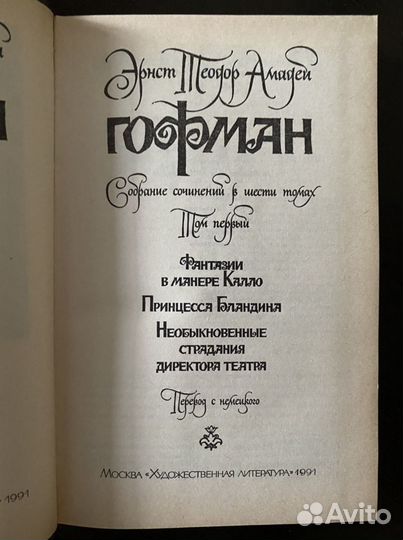 Эрнст Теодор Амадей
ГОФМАН
Собрание сочинений в шести томах
Том первый
Фантазии
в манере Калло
Принцесса Бландина
Необыкновенные
страдания
директора театра
Перевод с немецкого
Москва «Художественная литература» 1991
1991
Avito